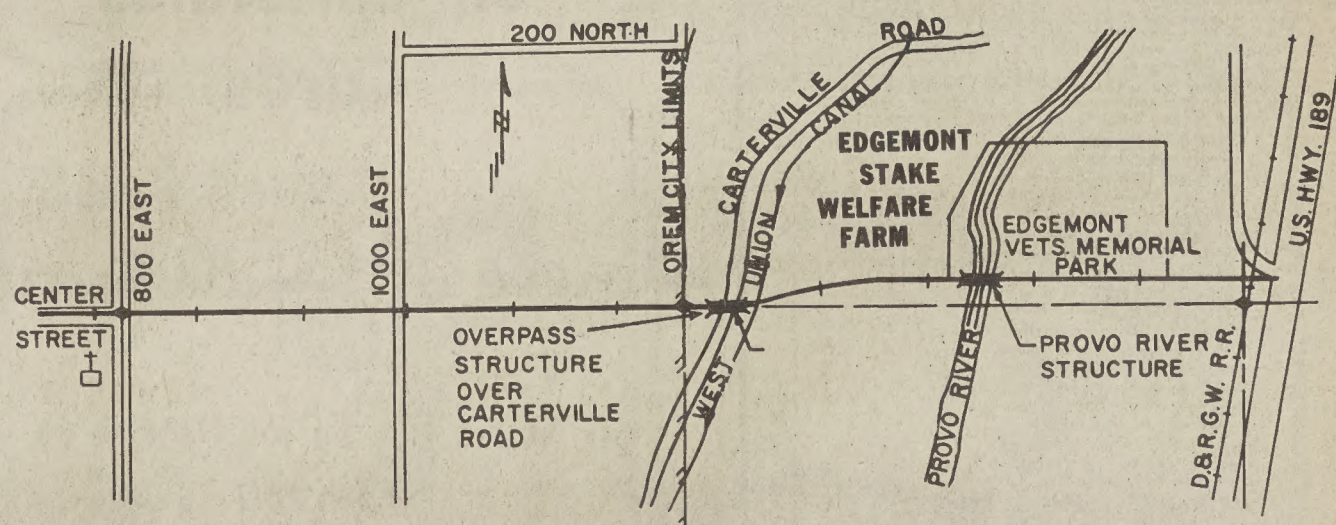 200 NORTH
800 EAST
1000 EAST
OREM CITY LIMITS
CARTERVILLE ROAD
WEST UNION CANAL
EDGEMONT
STAKE
WELFARE
FARM
EDGEMONT
VETS. MEMORIAL
PARK
U.S. HWY. 189
CENTER
STREET
OVERPASS
STRUCTURE
OVER
CARTERVILLE
ROAD
PROVO RIVER
PROVO RIVER
STRUCTURE
D.&R.G.W. R.R.
N